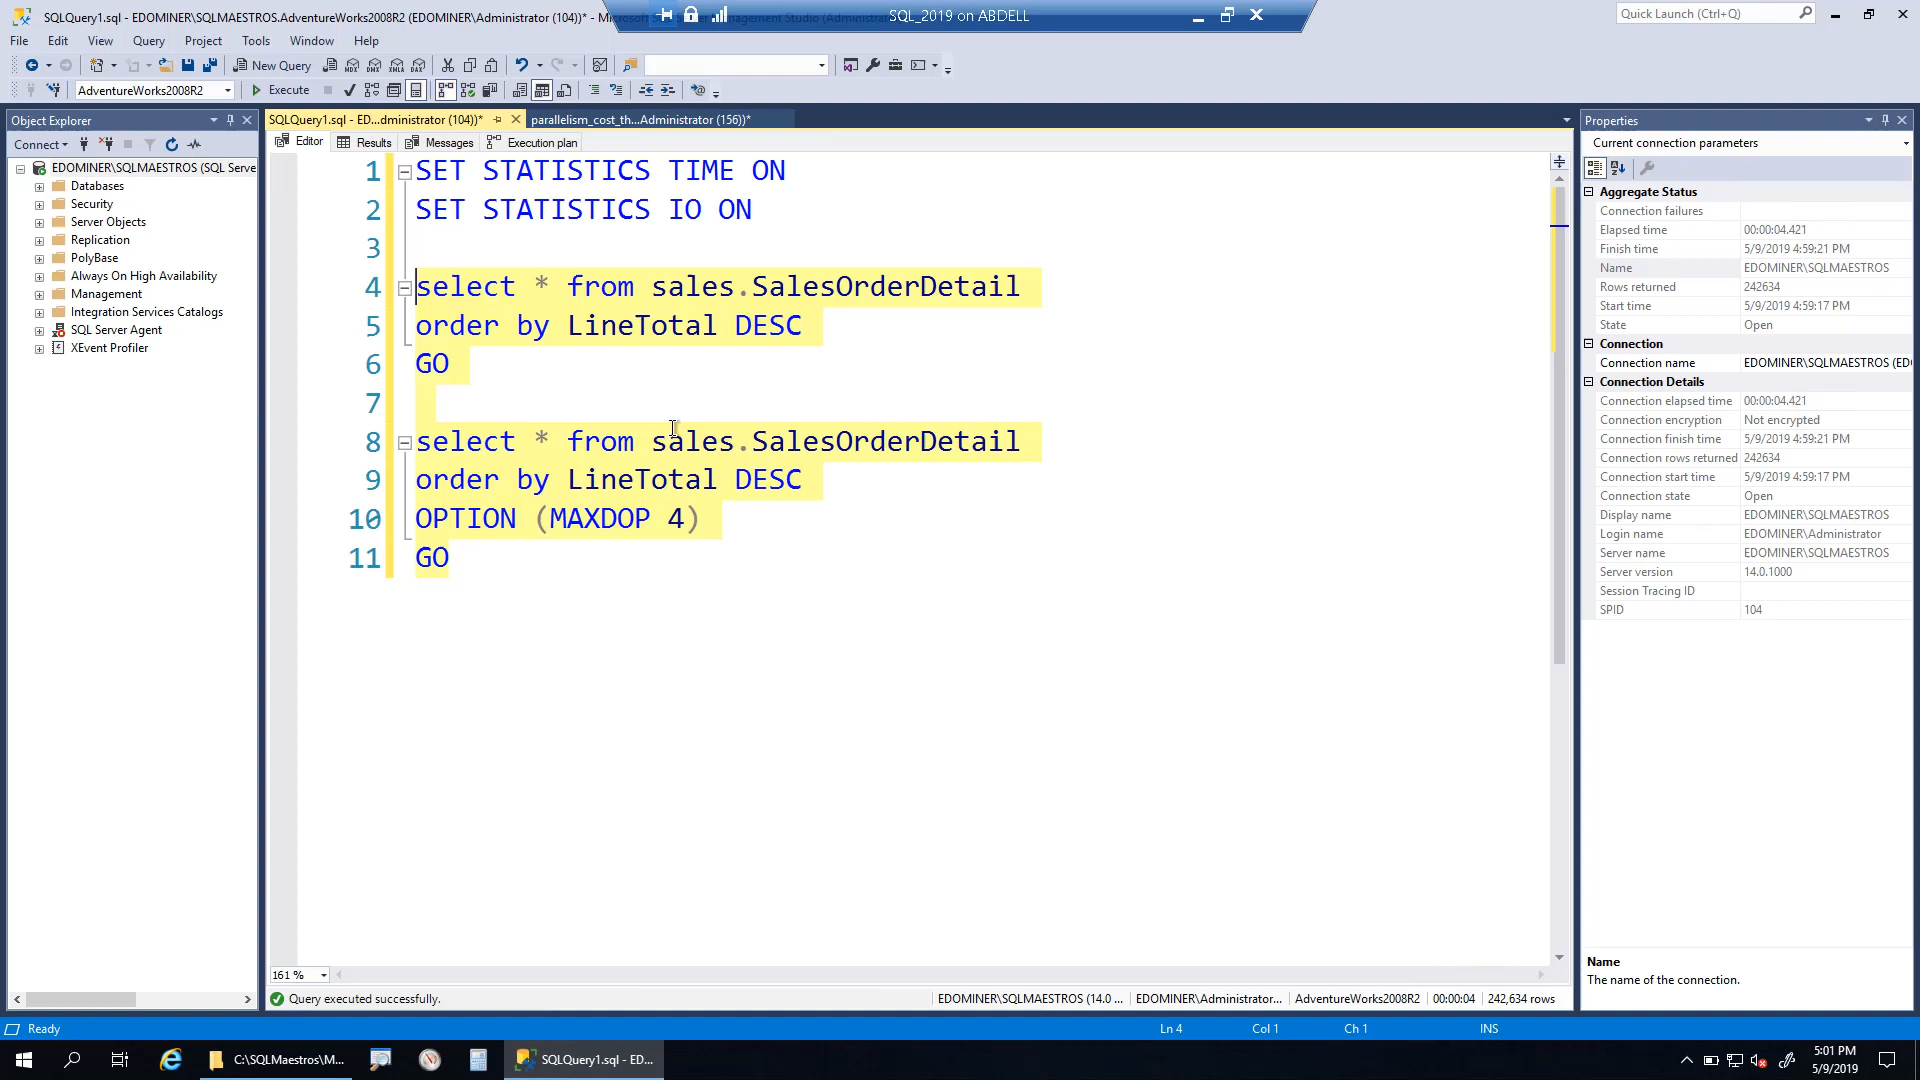 SQLQuery1.sql - EDOMINER\SQLMAESTROS.AdventureWorks2008R2 (EDOMINER\Administrator (104))* - Microsoft SQL Server Management Studio (Administrator)
SQL_2019 on ABDELL
Quick Launch (Ctrl+Q)
File Edit View Query Project Tools Window Help
New Query
AdventureWorks2008R2
Execute
Object Explorer
Connect
EDOMINER\SQLMAESTROS (SQL Serve
Databases
Security
Server Objects
Replication
PolyBase
Always On High Availability
Management
Integration Services Catalogs
SQL Server Agent
XEvent Profiler
SQLQuery1.sql - ED...dministrator (104))*
parallelism_cost_th...Administrator (156))*
Editor Results Messages Execution plan
1 SET STATISTICS TIME ON
2 SET STATISTICS IO ON
3
4 select * from sales.SalesOrderDetail
5 order by LineTotal DESC
6 GO
7
8 select * from sales.SalesOrderDetail
9 order by LineTotal DESC
10 OPTION (MAXDOP 4)
11 GO
161 %
Query executed successfully.
EDOMINER\SQLMAESTROS (14.0 ... EDOMINER\Administrator... AdventureWorks2008R2 00:00:04 242,634 rows
Properties
Current connection parameters
Aggregate Status
Connection failures
Elapsed time 00:00:04.421
Finish time 5/9/2019 4:59:21 PM
Name EDOMINER\SQLMAESTROS
Rows returned 242634
Start time 5/9/2019 4:59:17 PM
State Open
Connection
Connection name EDOMINER\SQLMAESTROS (EDO
Connection Details
Connection elapsed time 00:00:04.421
Connection encryption Not encrypted
Connection finish time 5/9/2019 4:59:21 PM
Connection rows returned 242634
Connection start time 5/9/2019 4:59:17 PM
Connection state Open
Display name EDOMINER\SQLMAESTROS
Login name EDOMINER\Administrator
Server name EDOMINER\SQLMAESTROS
Server version 14.0.1000
Session Tracing ID
SPID 104
Name
The name of the connection.
Ready
Ln 4 Col 1 Ch 1 INS
C:\SQLMaestros\M...
SQLQuery1.sql - ED...
5:01 PM
5/9/2019